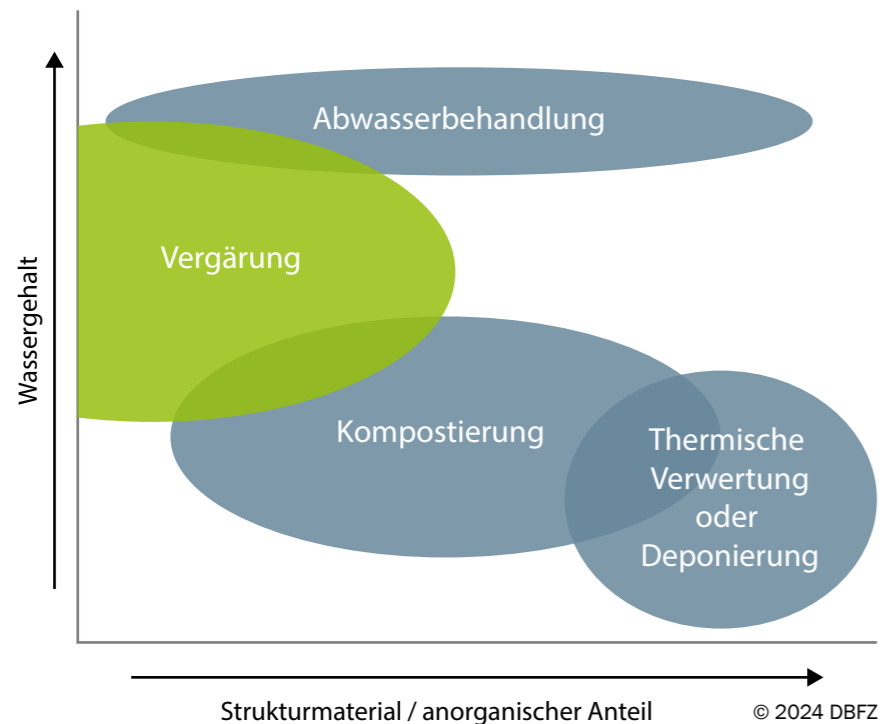 Abwasserbehandlung
Vergärung
Wassergehalt
Kompostierung
Thermische
Verwertung
oder
Deponierung
Strukturmaterial / anorganischer Anteil
© 2024 DBFZ